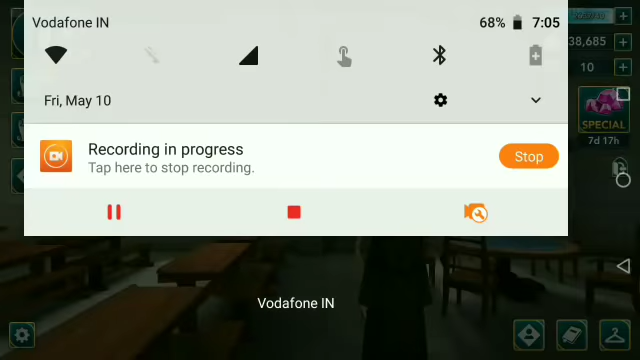 Vodafone IN
68% 7:05
38,685
10
Fri, May 10
SPECIAL
7d 17h
Recording in progress
Tap here to stop recording.
Stop
Vodafone IN